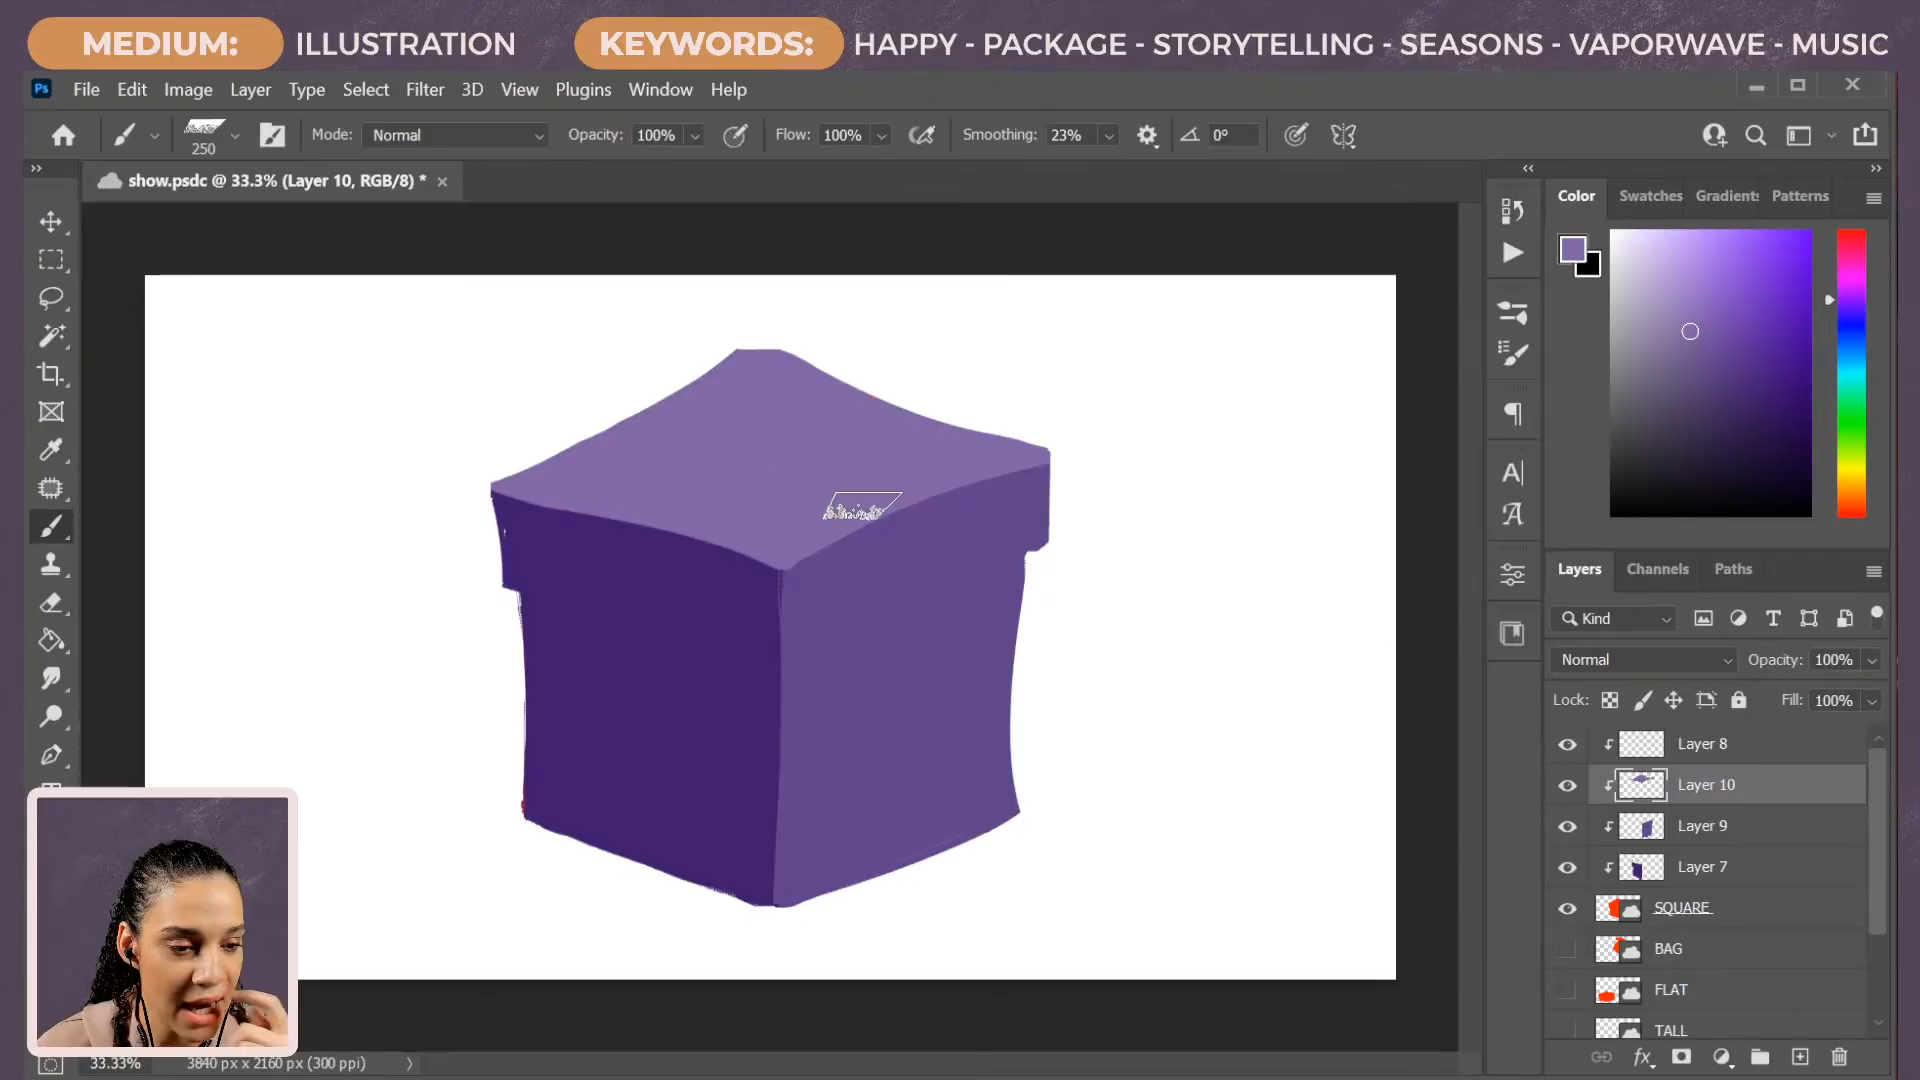 MEDIUM: ILLUSTRATION KEYWORDS: HAPPY - PACKAGE - STORYTELLING - SEASONS - VAPORWAVE - MUSIC
Ps File Edit Image Layer Type Select Filter 3D View Plugins Window Help
250 Mode: Normal Opacity: 100% Flow: 100% Smoothing: 23% 0°
show.psdc @ 33.3% (Layer 10, RGB/8) *
Color Swatches Gradients Patterns
Layers Channels Paths
Kind
Normal Opacity: 100%
Lock: Fill: 100%
Layer 8
Layer 10
Layer 9
Layer 7
SQUARE
BAG
FLAT
TALL
33.33% 3840 px x 2160 px (300 ppi)